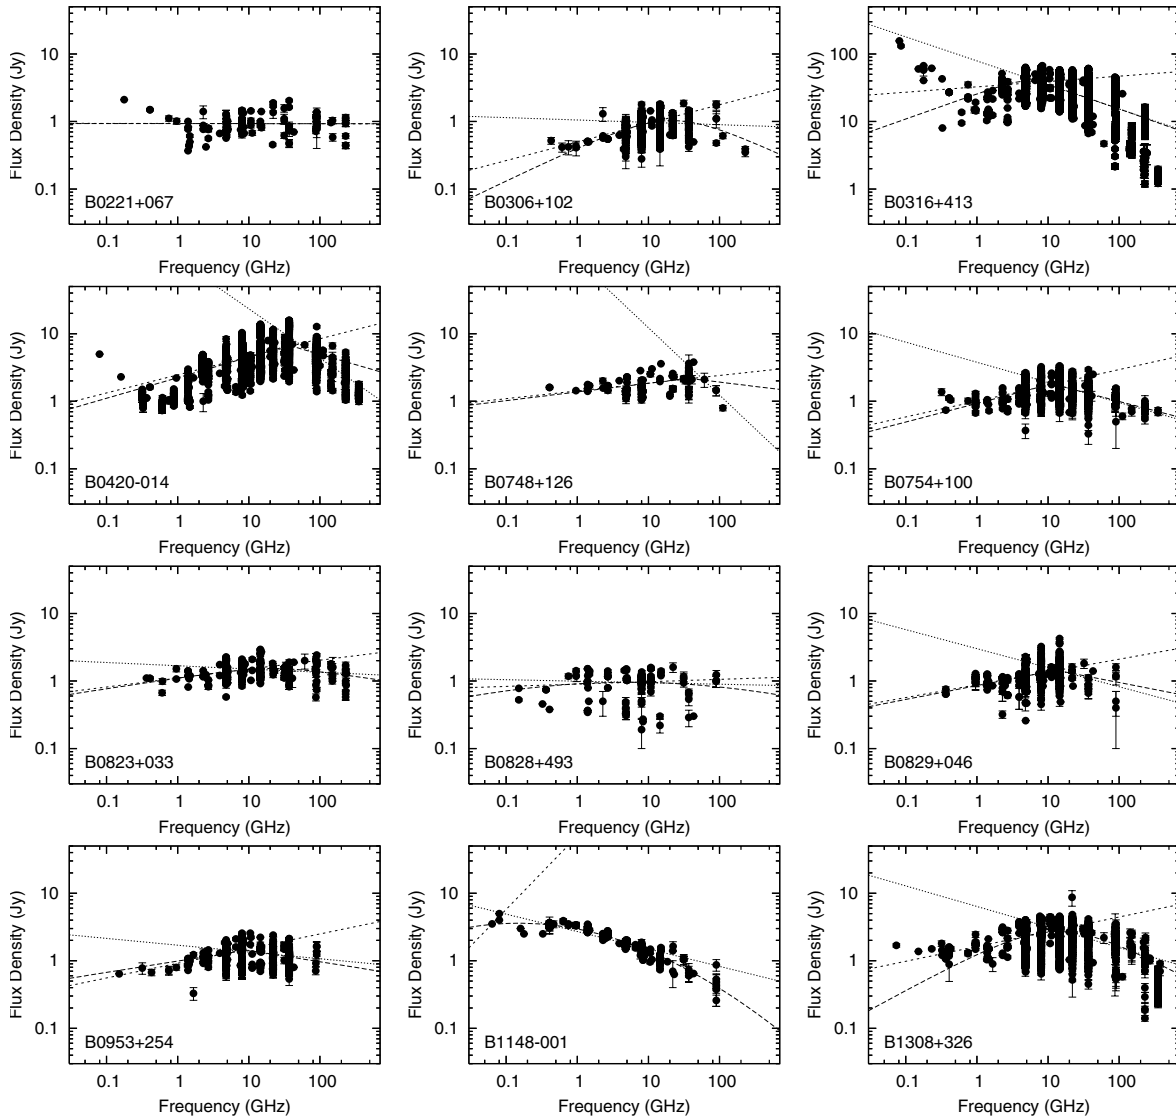 Flux Density (Jy)
10
1
0.1
B0221+067
0.1 1 10 100
Frequency (GHz)
Flux Density (Jy)
10
1
0.1
B0306+102
0.1 1 10 100
Frequency (GHz)
Flux Density (Jy)
100
10
1
B0316+413
0.1 1 10 100
Frequency (GHz)
Flux Density (Jy)
10
1
0.1
B0420-014
0.1 1 10 100
Frequency (GHz)
Flux Density (Jy)
10
1
0.1
B0748+126
0.1 1 10 100
Frequency (GHz)
Flux Density (Jy)
10
1
0.1
B0754+100
0.1 1 10 100
Frequency (GHz)
Flux Density (Jy)
10
1
0.1
B0823+033
0.1 1 10 100
Frequency (GHz)
Flux Density (Jy)
10
1
0.1
B0828+493
0.1 1 10 100
Frequency (GHz)
Flux Density (Jy)
10
1
0.1
B0829+046
0.1 1 10 100
Frequency (GHz)
Flux Density (Jy)
10
1
0.1
B0953+254
0.1 1 10 100
Frequency (GHz)
Flux Density (Jy)
10
1
0.1
B1148-001
0.1 1 10 100
Frequency (GHz)
Flux Density (Jy)
10
1
0.1
B1308+326
0.1 1 10 100
Frequency (GHz)